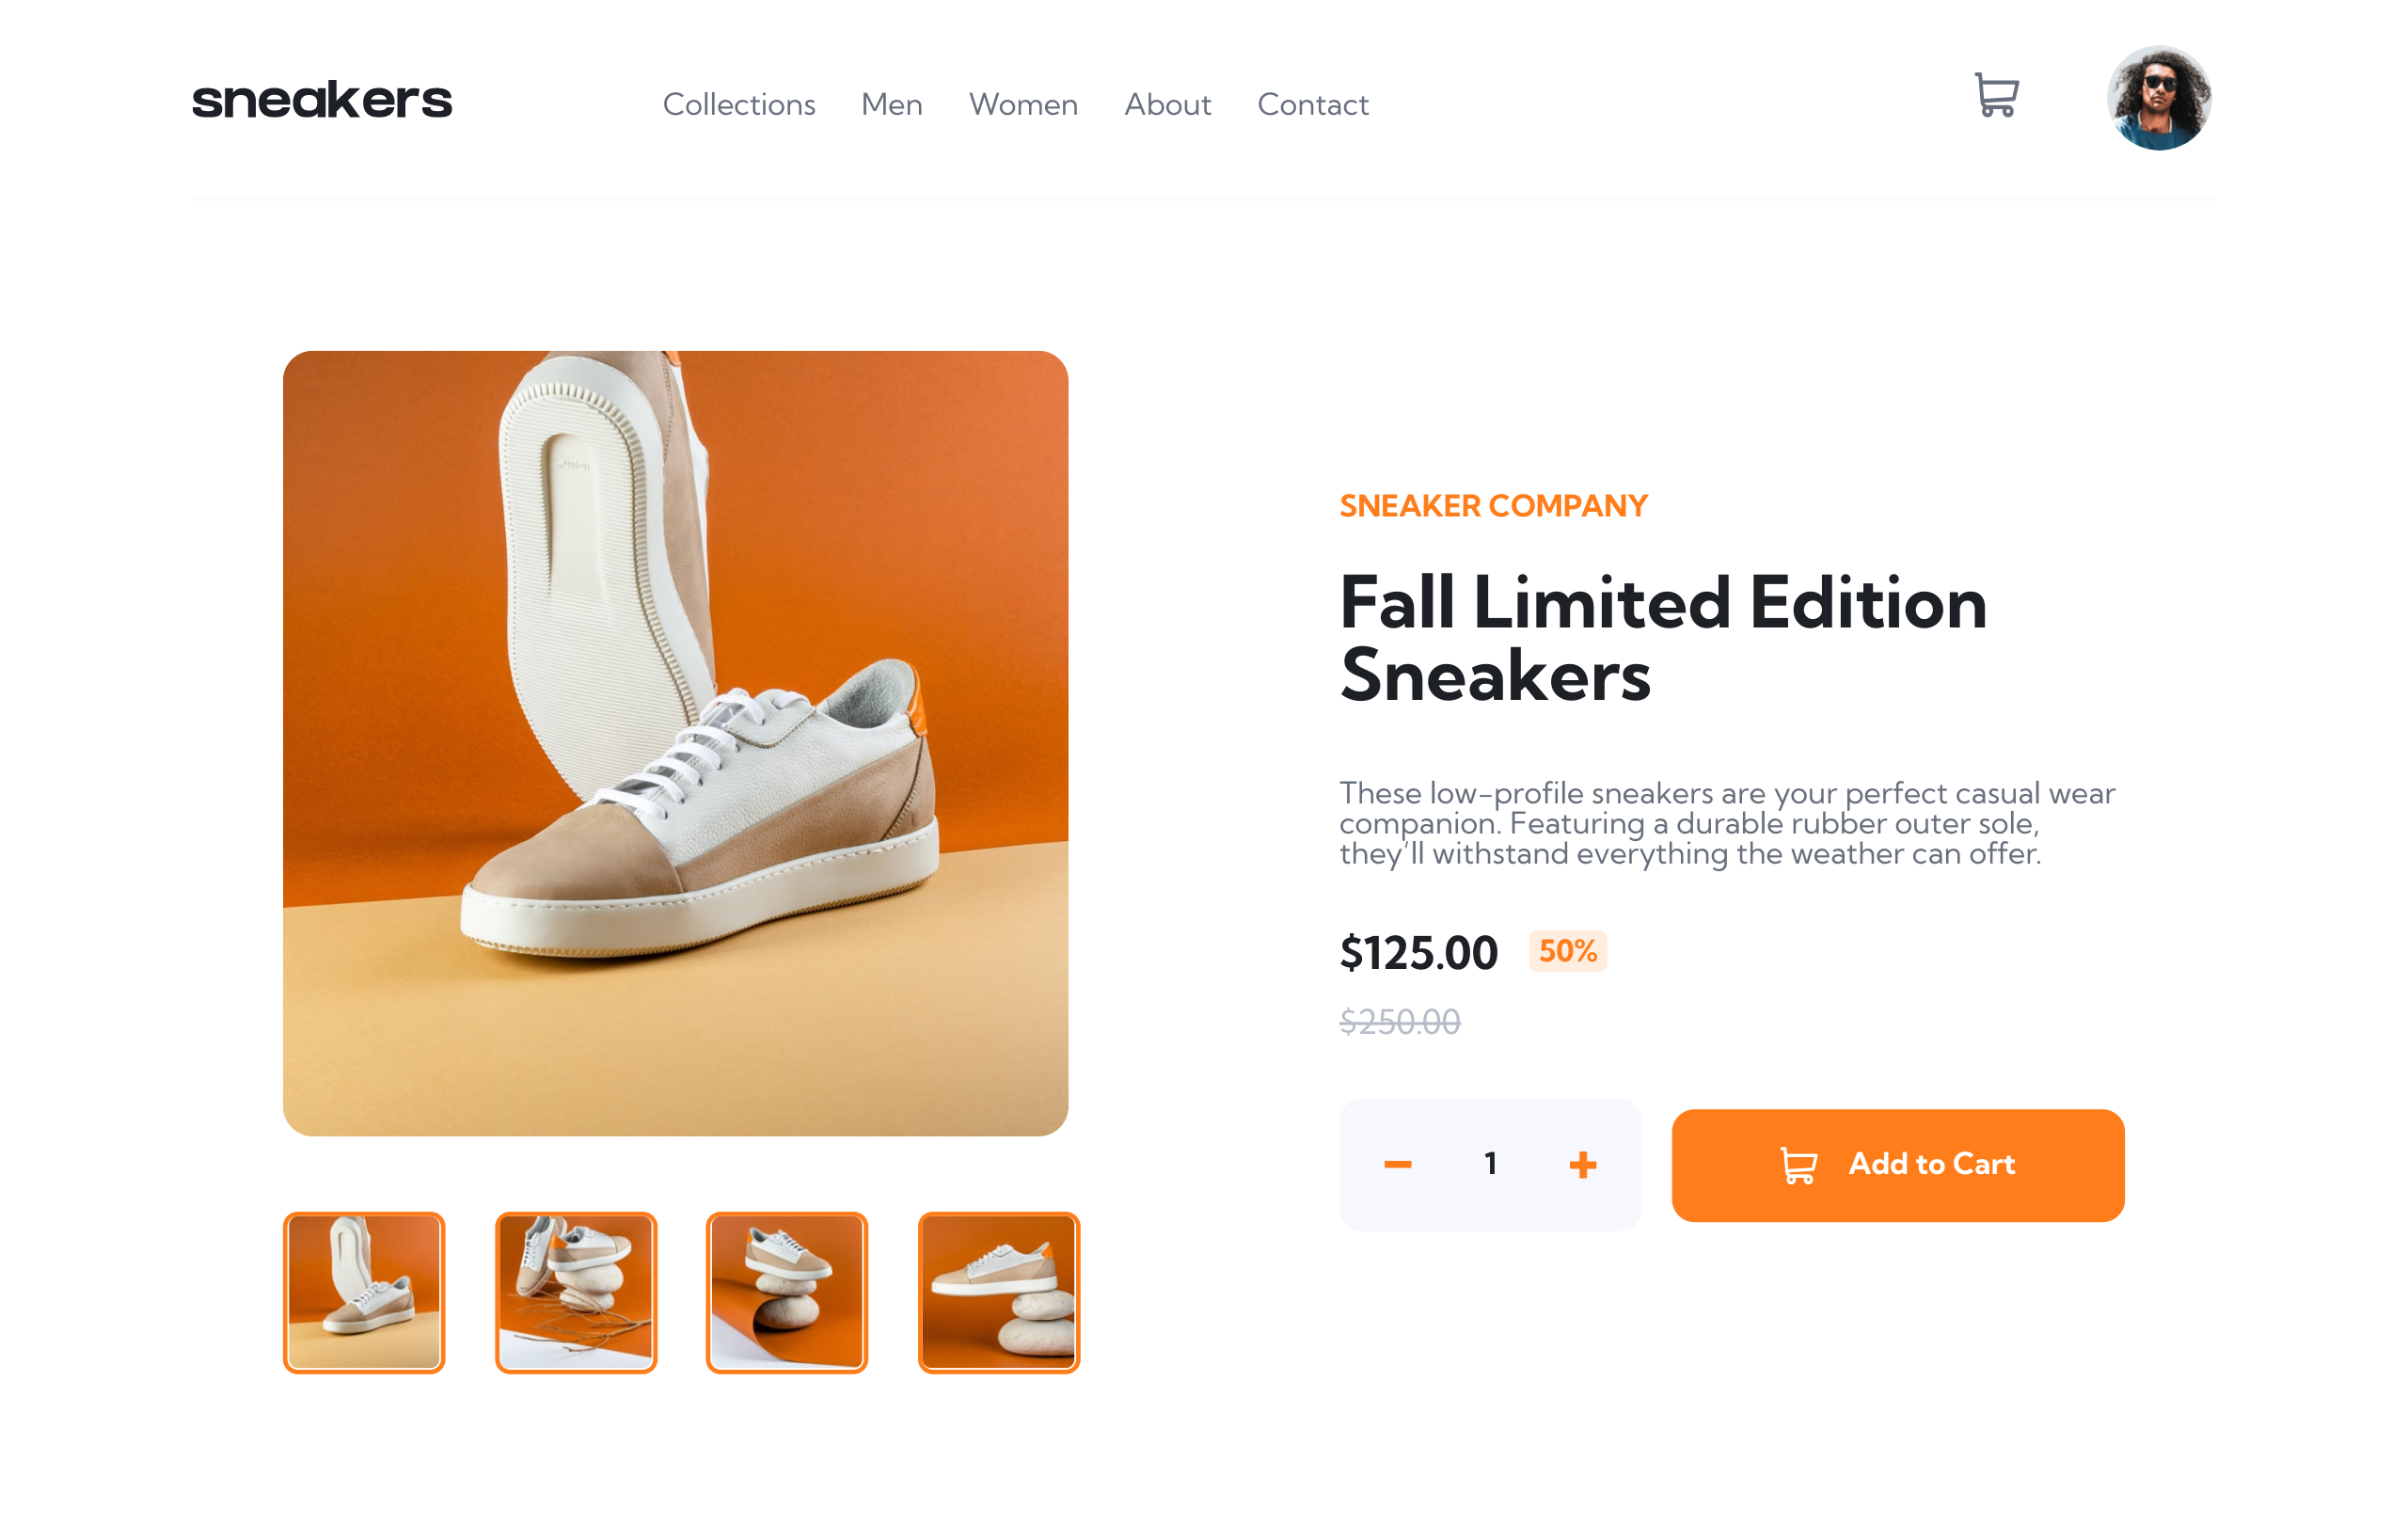 sneakers
Collections Men Women About Contact
SNEAKER COMPANY
Fall Limited Edition
Sneakers
These low-profile sneakers are your perfect casual wear
companion. Featuring a durable rubber outer sole,
they’ll withstand everything the weather can offer.
$125.00 50%
$250.00
1
Add to Cart